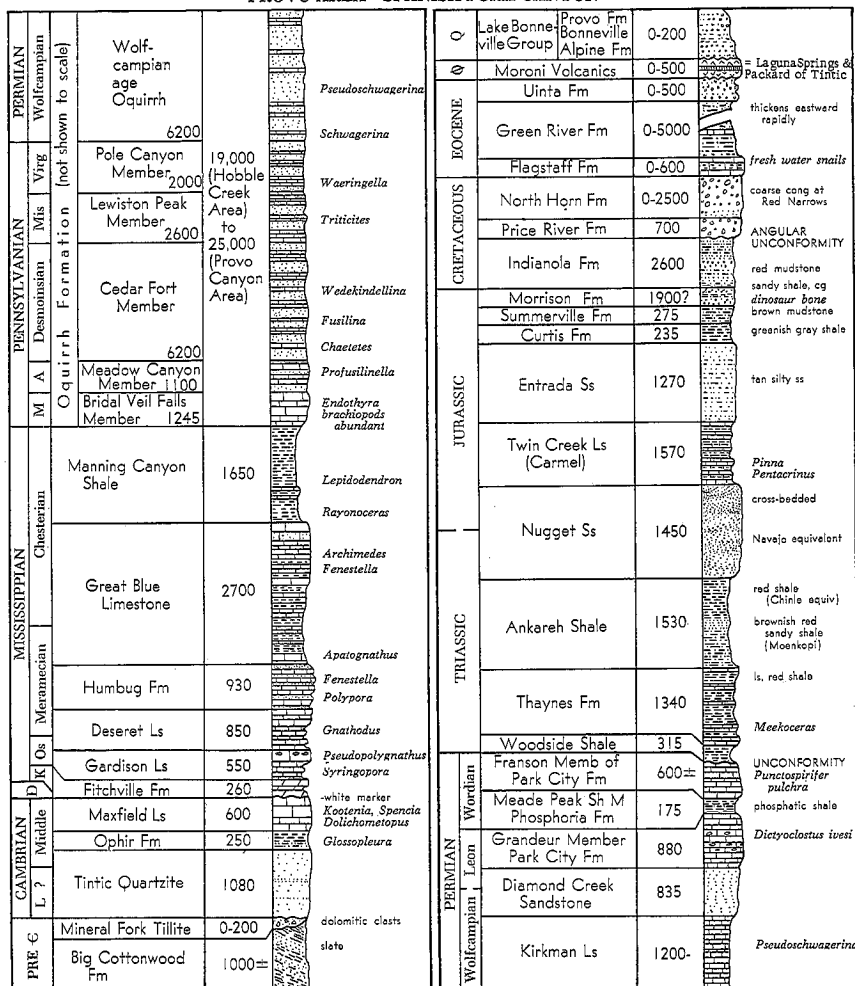 PERMIAN
Wolfcampian
Wolf-
campian
age
Oquirrh
6200
Pseudoschwagerina
Schwagerina
Oquirrh Formation (not shown to scale)
19,000
(Hobble
Creek
Area)
to
25,000
(Provo
Canyon
Area)
PENNSYLVANIAN
Virg
Pole Canyon
Member
2000
Waeringella
Mis
Lewiston Peak
Member
2600
Triticites
Desmoinsian
Cedar Fort
Member
6200
Wedekindellina
Fusilina
Chaetetes
A
Meadow Canyon
Member 1100
Profusilinella
M
Bridal Veil Falls
Member 1245
Endothyra
brachiopods
abundant
MISSISSIPPIAN
Chesterian
Manning Canyon
Shale
1650
Lepidodendron
Rayonoceras
Great Blue
Limestone
2700
Archimedes
Fenestella
Apatognathus
Meramecian
Humbug Fm
930
Fenestella
Polypora
Deseret Ls
850
Gnathodus
Os
K
Gardison Ls
550
Pseudopolygnathus
Syringopora
D
Fitchville Fm
260
-white marker
CAMBRIAN
Middle
Maxfield Ls
600
Kootenia, Spencia
Dolichometopus
Ophir Fm
250
Glossopleura
L ?
Tintic Quartzite
1080
PRE Є
Mineral Fork Tillite
0-200
dolomitic clasts
Big Cottonwood
Fm
1000±
slate
Q
Lake Bonne-
ville Group
Provo Fm
Bonneville
Alpine Fm
0-200
Moroni Volcanics
0-500
= Laguna Springs &
Packard of Tintic
EOCENE
Uinta Fm
0-500
Green River Fm
0-5000
thickens eastward
rapidly
Flagstaff Fm
0-600
fresh water snails
CRETACEOUS
North Horn Fm
0-2500
coarse cong at
Red Narrows
Price River Fm
700
ANGULAR
UNCONFORMITY
Indianola Fm
2600
red mudstone
sandy shale, cg
JURASSIC
Morrison Fm
1900?
dinosaur bone
Summerville Fm
275
brown mudstone
Curtis Fm
235
greenish gray shale
Entrada Ss
1270
tan silty ss
Twin Creek Ls
(Carmel)
1570
Pinna
Pentacrinus
Nugget Ss
1450
cross-bedded
Navajo equivalent
TRIASSIC
Ankareh Shale
1530
red shale
(Chinle equiv)
brownish red
sandy shale
(Moenkopi)
Thaynes Fm
1340
ls, red shale
Meekoceras
Woodside Shale
315
UNCONFORMITY
PERMIAN
Wordian
Franson Memb of
Park City Fm
600±
Punctospirifer
pulchra
Meade Peak Sh M
Phosphoria Fm
175
phosphatic shale
Leon
Grandeur Member
Park City Fm
880
Dictyoclostus ivesi
Wolfcampian
Diamond Creek
Sandstone
835
Kirkman Ls
1200-
Pseudoschwagerina